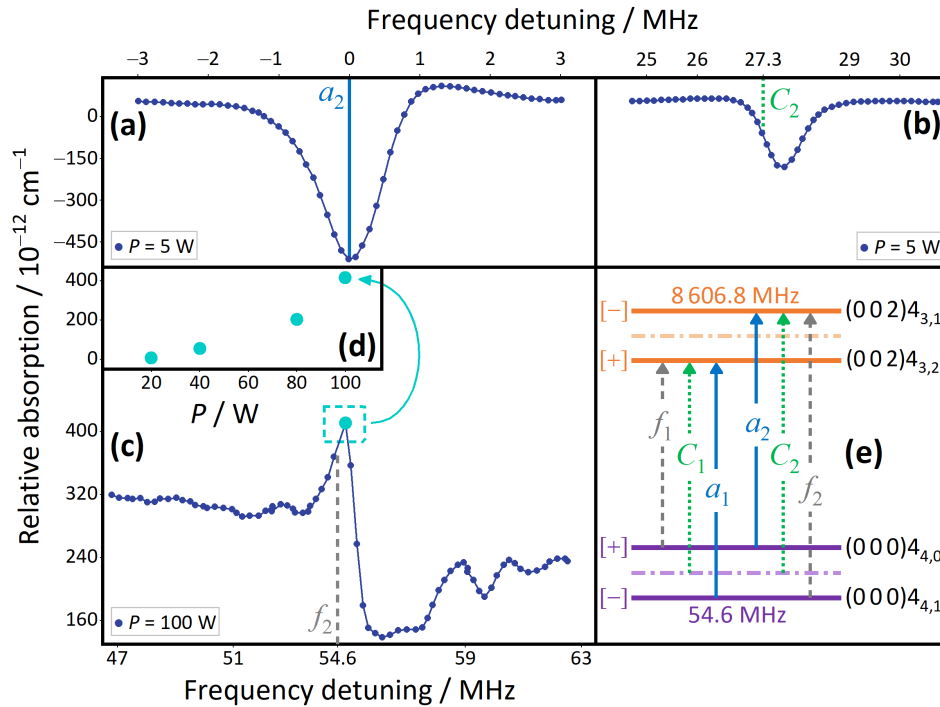 Frequency detuning / MHz
−3 −2 −1 0 1 2 3
25 26 27.3 29 30
Relative absorption / 10⁻¹² cm⁻¹
0
−150
−300
−450
a₂
(a)
P = 5 W
C₂
(b)
P = 5 W
400
200
0
(d)
20 40 60 80 100
P / W
400
320
240
160
(c)
f₂
P = 100 W
47 51 54.6 59 63
Frequency detuning / MHz
8 606.8 MHz
[−] (0 0 2)4₃,₁
[+] (0 0 2)4₃,₂
f₁ C₁ a₁ a₂ C₂ f₂
(e)
[+] (0 0 0)4₄,₀
[−] (0 0 0)4₄,₁
54.6 MHz